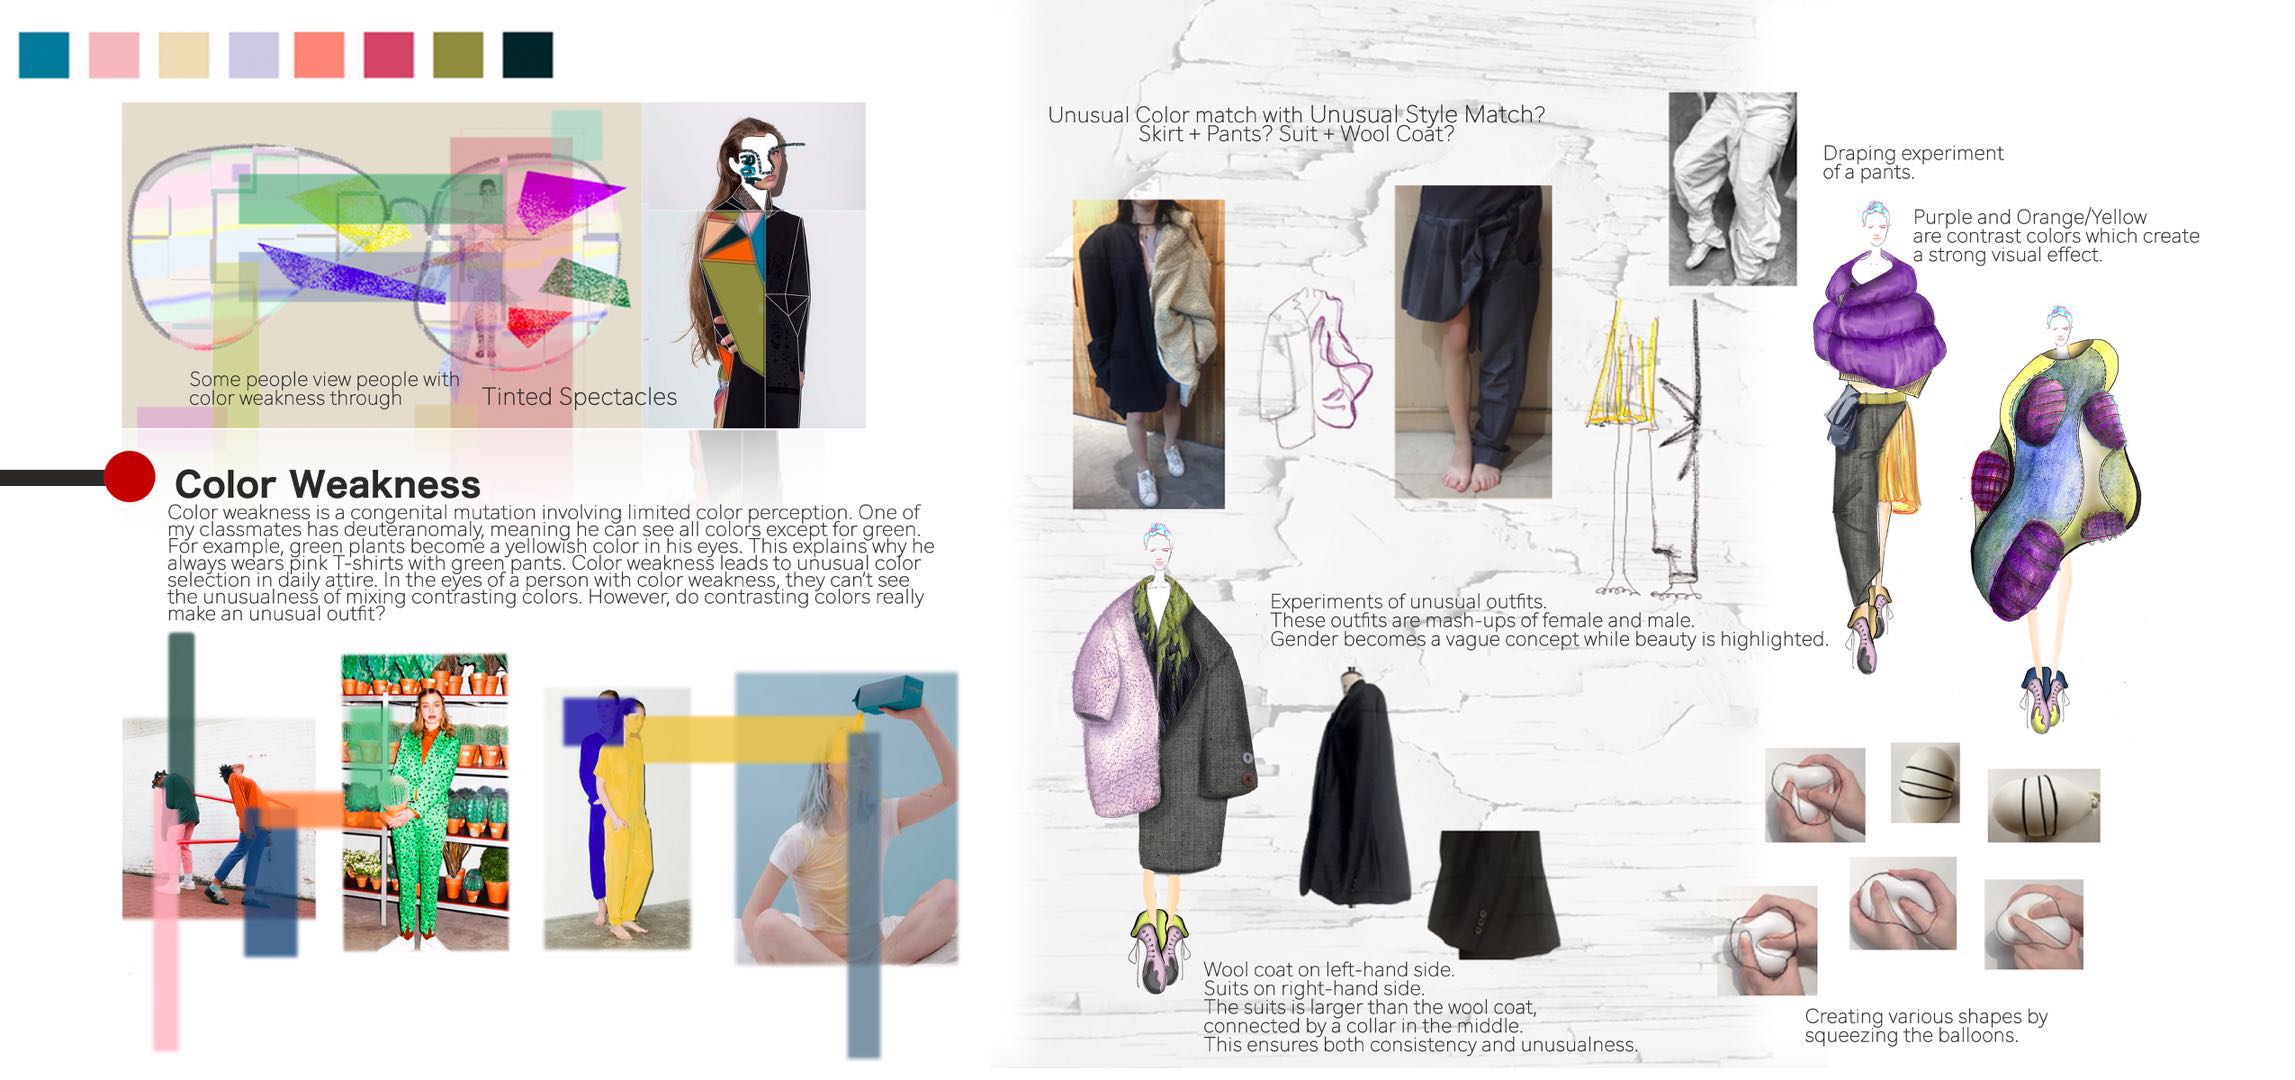 Some people view people with
color weakness through
Tinted Spectacles
Color Weakness
Color weakness is a congenital mutation involving limited color perception. One of
my classmates has deuteranomaly, meaning he can see all colors except for green.
For example, green plants become a yellowish color in his eyes. This explains why he
always wears pink T-shirts with green pants. Color weakness leads to unusual color
selection in daily attire. In the eyes of a person with color weakness, they can't see
the unusualness of mixing contrasting colors. However, do contrasting colors really
make an unusual outfit?
Unusual Color match with Unusual Style Match?
Skirt + Pants? Suit + Wool Coat?
Draping experiment
of a pants.
Purple and Orange/Yellow
are contrast colors which create
a strong visual effect.
Experiments of unusual outfits.
These outfits are mash-ups of female and male.
Gender becomes a vague concept while beauty is highlighted.
Wool coat on left-hand side.
Suits on right-hand side.
The suits is larger than the wool coat,
connected by a collar in the middle.
This ensures both consistency and unusualness.
Creating various shapes by
squeezing the balloons.